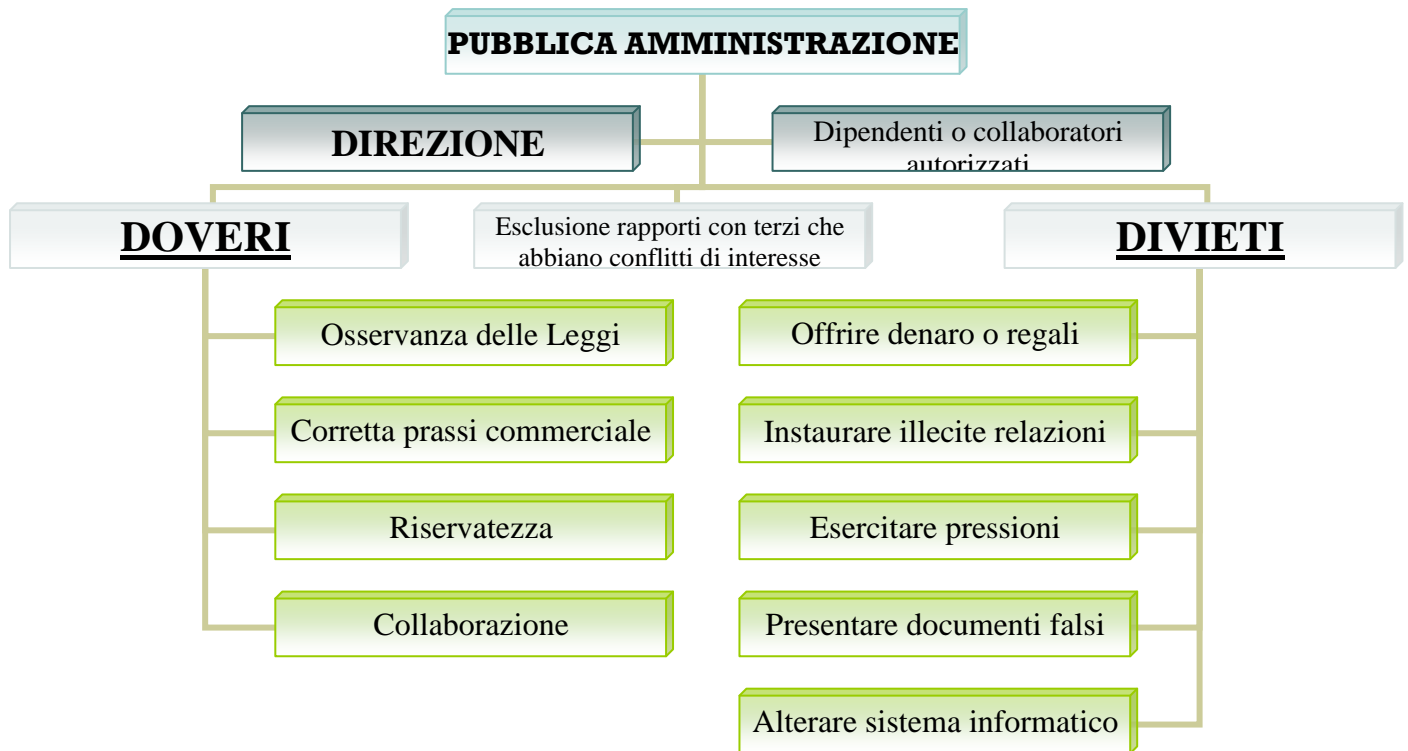 PUBBLICA AMMINISTRAZIONE
DIREZIONE
Dipendenti o collaboratori
autorizzati
DOVERI
Esclusione rapporti con terzi che
abbiano conflitti di interesse
DIVIETI
Osservanza delle Leggi
Offrire denaro o regali
Corretta prassi commerciale
Instaurare illecite relazioni
Riservatezza
Esercitare pressioni
Collaborazione
Presentare documenti falsi
Alterare sistema informatico